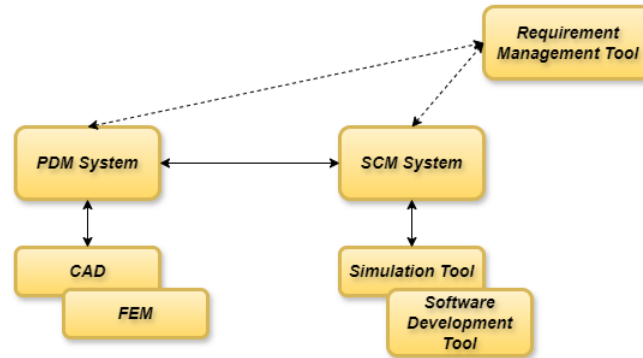 Requirement
Management Tool
PDM System
SCM System
CAD
Simulation Tool
FEM
Software
Development
Tool